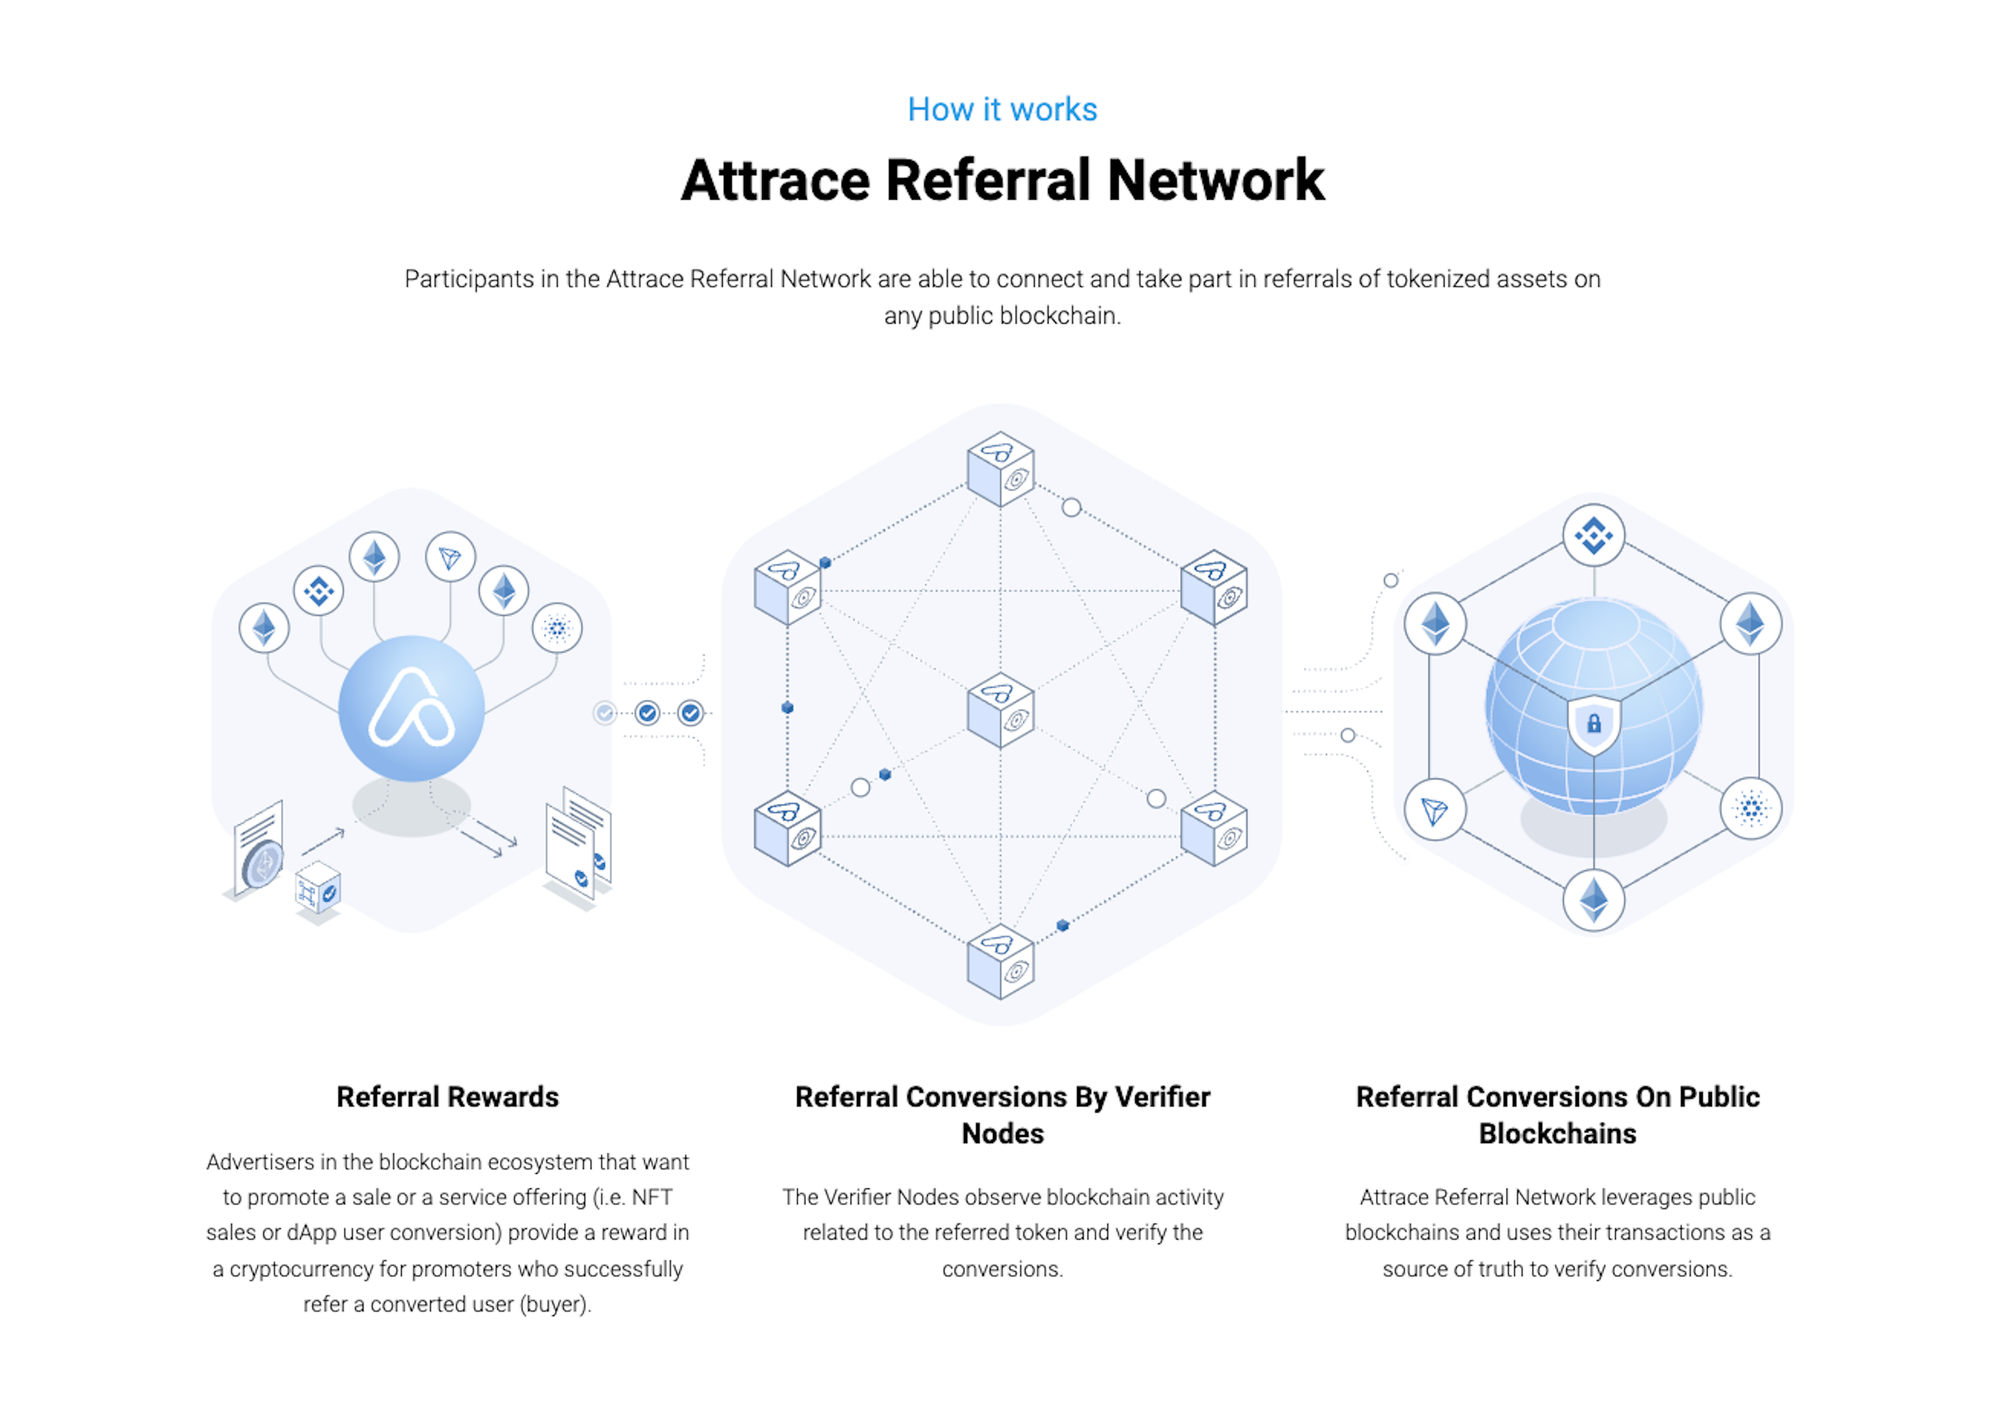 How it works
Attrace Referral Network
Participants in the Attrace Referral Network are able to connect and take part in referrals of tokenized assets on
any public blockchain.
Referral Rewards
Advertisers in the blockchain ecosystem that want
to promote a sale or a service offering (i.e. NFT
sales or dApp user conversion) provide a reward in
a cryptocurrency for promoters who successfully
refer a converted user (buyer).
Referral Conversions By Verifier
Nodes
The Verifier Nodes observe blockchain activity
related to the referred token and verify the
conversions.
Referral Conversions On Public
Blockchains
Attrace Referral Network leverages public
blockchains and uses their transactions as a
source of truth to verify conversions.